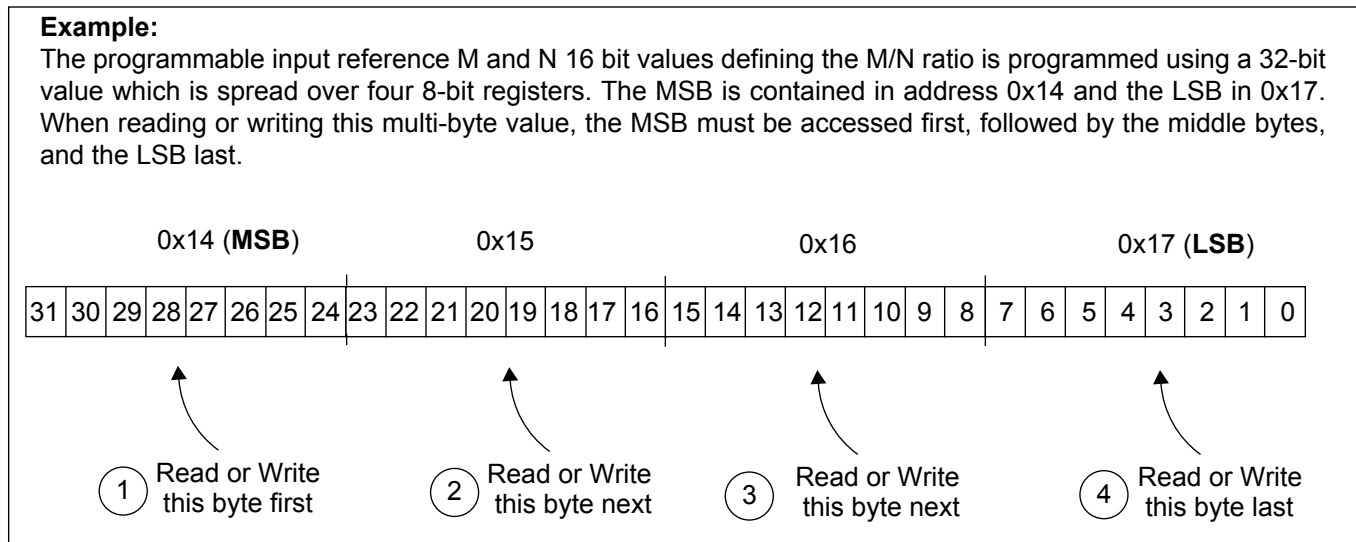 Example:
The programmable input reference M and N 16 bit values defining the M/N ratio is programmed using a 32-bit
value which is spread over four 8-bit registers. The MSB is contained in address 0x14 and the LSB in 0x17.
When reading or writing this multi-byte value, the MSB must be accessed first, followed by the middle bytes,
and the LSB last.
0x14 (MSB) 0x15 0x16 0x17 (LSB)
31 30 29 28 27 26 25 24 23 22 21 20 19 18 17 16 15 14 13 12 11 10 9 8 7 6 5 4 3 2 1 0
1 Read or Write
this byte first
2 Read or Write
this byte next
3 Read or Write
this byte next
4 Read or Write
this byte last